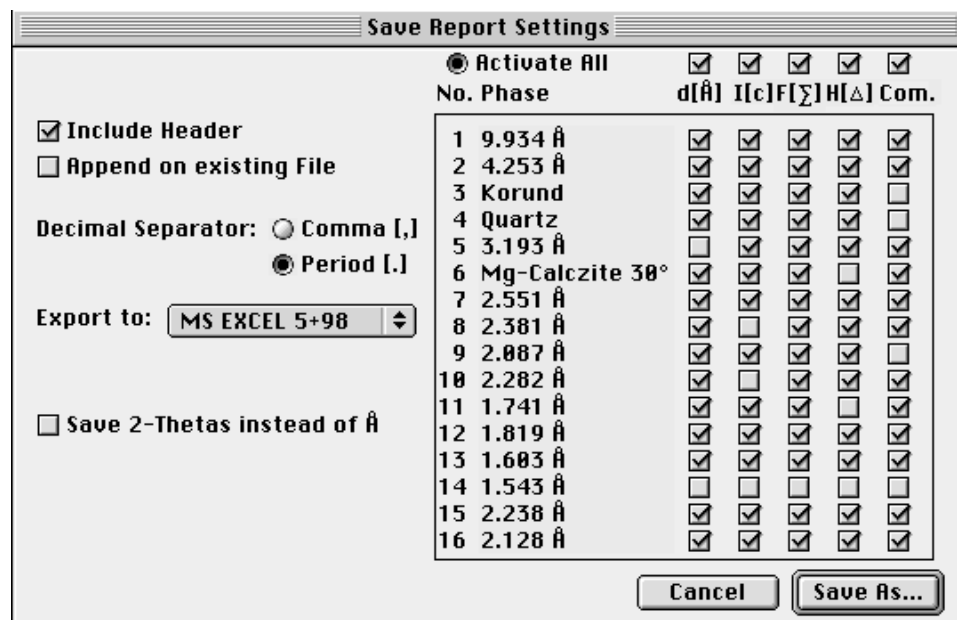 Save Report Settings
Activate All
No. Phase d[Å] I[c] F[∑] H[∆] Com.
Include Header
Append on existing File
Decimal Separator: Comma [,]
Period [.]
Export to: MS EXCEL 5+98
Save 2-Thetas instead of Å
1 9.934 Å
2 4.253 Å
3 Korund
4 Quartz
5 3.193 Å
6 Mg-Calczite 30°
7 2.551 Å
8 2.381 Å
9 2.087 Å
10 2.282 Å
11 1.741 Å
12 1.819 Å
13 1.603 Å
14 1.543 Å
15 2.238 Å
16 2.128 Å
Cancel Save As...